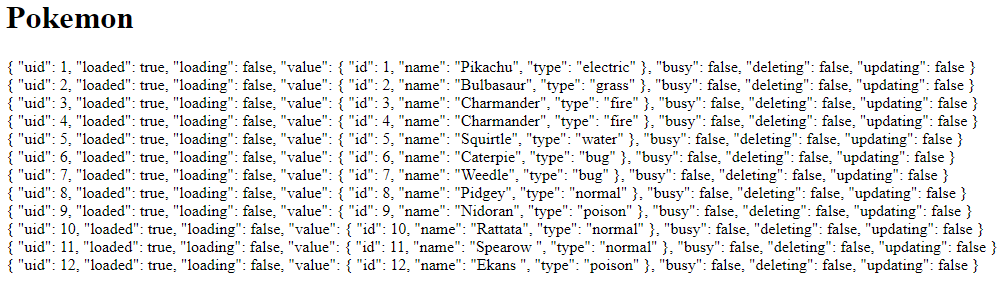 Pokemon
{ "uid": 1, "loaded": true, "loading": false, "value": { "id": 1, "name": "Pikachu", "type": "electric" }, "busy": false, "deleting": false, "updating": false }
{ "uid": 2, "loaded": true, "loading": false, "value": { "id": 2, "name": "Bulbasaur", "type": "grass" }, "busy": false, "deleting": false, "updating": false }
{ "uid": 3, "loaded": true, "loading": false, "value": { "id": 3, "name": "Charmander", "type": "fire" }, "busy": false, "deleting": false, "updating": false }
{ "uid": 4, "loaded": true, "loading": false, "value": { "id": 4, "name": "Charmander", "type": "fire" }, "busy": false, "deleting": false, "updating": false }
{ "uid": 5, "loaded": true, "loading": false, "value": { "id": 5, "name": "Squirtle", "type": "water" }, "busy": false, "deleting": false, "updating": false }
{ "uid": 6, "loaded": true, "loading": false, "value": { "id": 6, "name": "Caterpie", "type": "bug" }, "busy": false, "deleting": false, "updating": false }
{ "uid": 7, "loaded": true, "loading": false, "value": { "id": 7, "name": "Weedle", "type": "bug" }, "busy": false, "deleting": false, "updating": false }
{ "uid": 8, "loaded": true, "loading": false, "value": { "id": 8, "name": "Pidgey", "type": "normal" }, "busy": false, "deleting": false, "updating": false }
{ "uid": 9, "loaded": true, "loading": false, "value": { "id": 9, "name": "Nidoran", "type": "poison" }, "busy": false, "deleting": false, "updating": false }
{ "uid": 10, "loaded": true, "loading": false, "value": { "id": 10, "name": "Rattata", "type": "normal" }, "busy": false, "deleting": false, "updating": false }
{ "uid": 11, "loaded": true, "loading": false, "value": { "id": 11, "name": "Spearow ", "type": "normal" }, "busy": false, "deleting": false, "updating": false }
{ "uid": 12, "loaded": true, "loading": false, "value": { "id": 12, "name": "Ekans ", "type": "poison" }, "busy": false, "deleting": false, "updating": false }